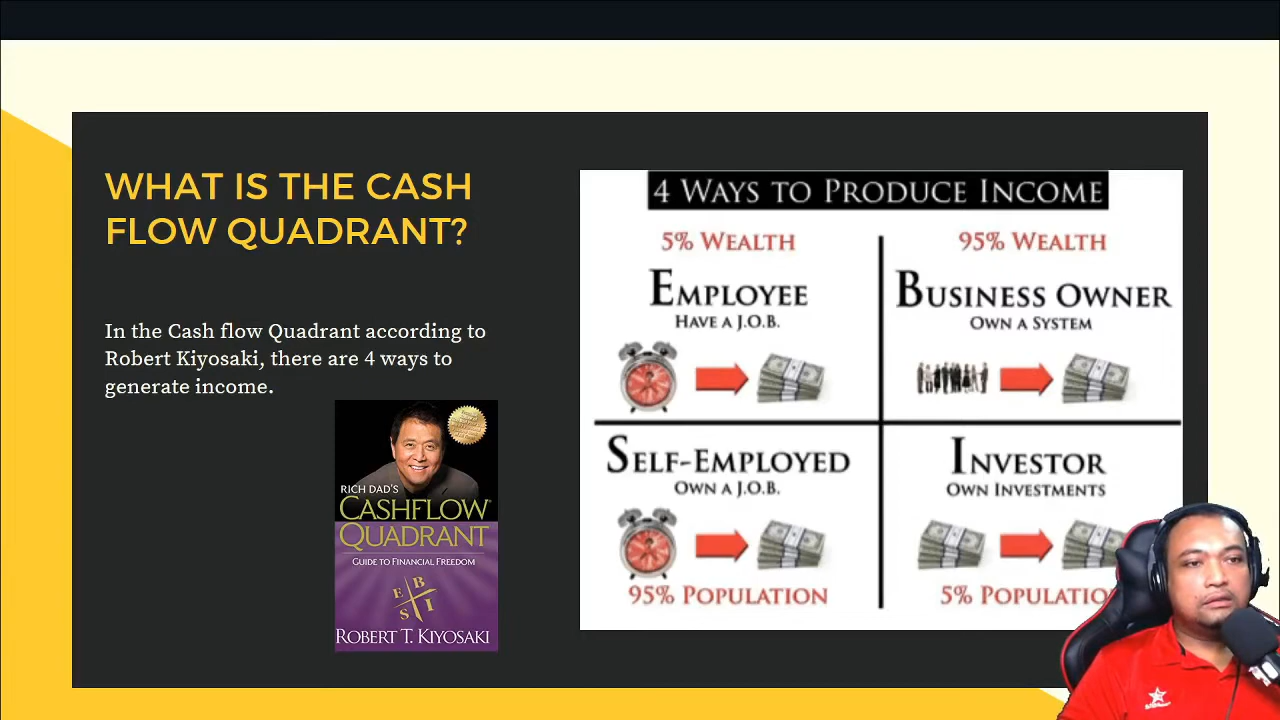 WHAT IS THE CASH
FLOW QUADRANT?
In the Cash flow Quadrant according to
Robert Kiyosaki, there are 4 ways to
generate income.
RICH DAD'S
CASHFLOW
QUADRANT
GUIDE TO FINANCIAL FREEDOM
E B
S I
ROBERT T. KIYOSAKI
4 WAYS TO PRODUCE INCOME
5% WEALTH
EMPLOYEE
HAVE A J.O.B.
95% WEALTH
BUSINESS OWNER
OWN A SYSTEM
SELF-EMPLOYED
OWN A J.O.B.
95% POPULATION
INVESTOR
OWN INVESTMENTS
5% POPULATIO